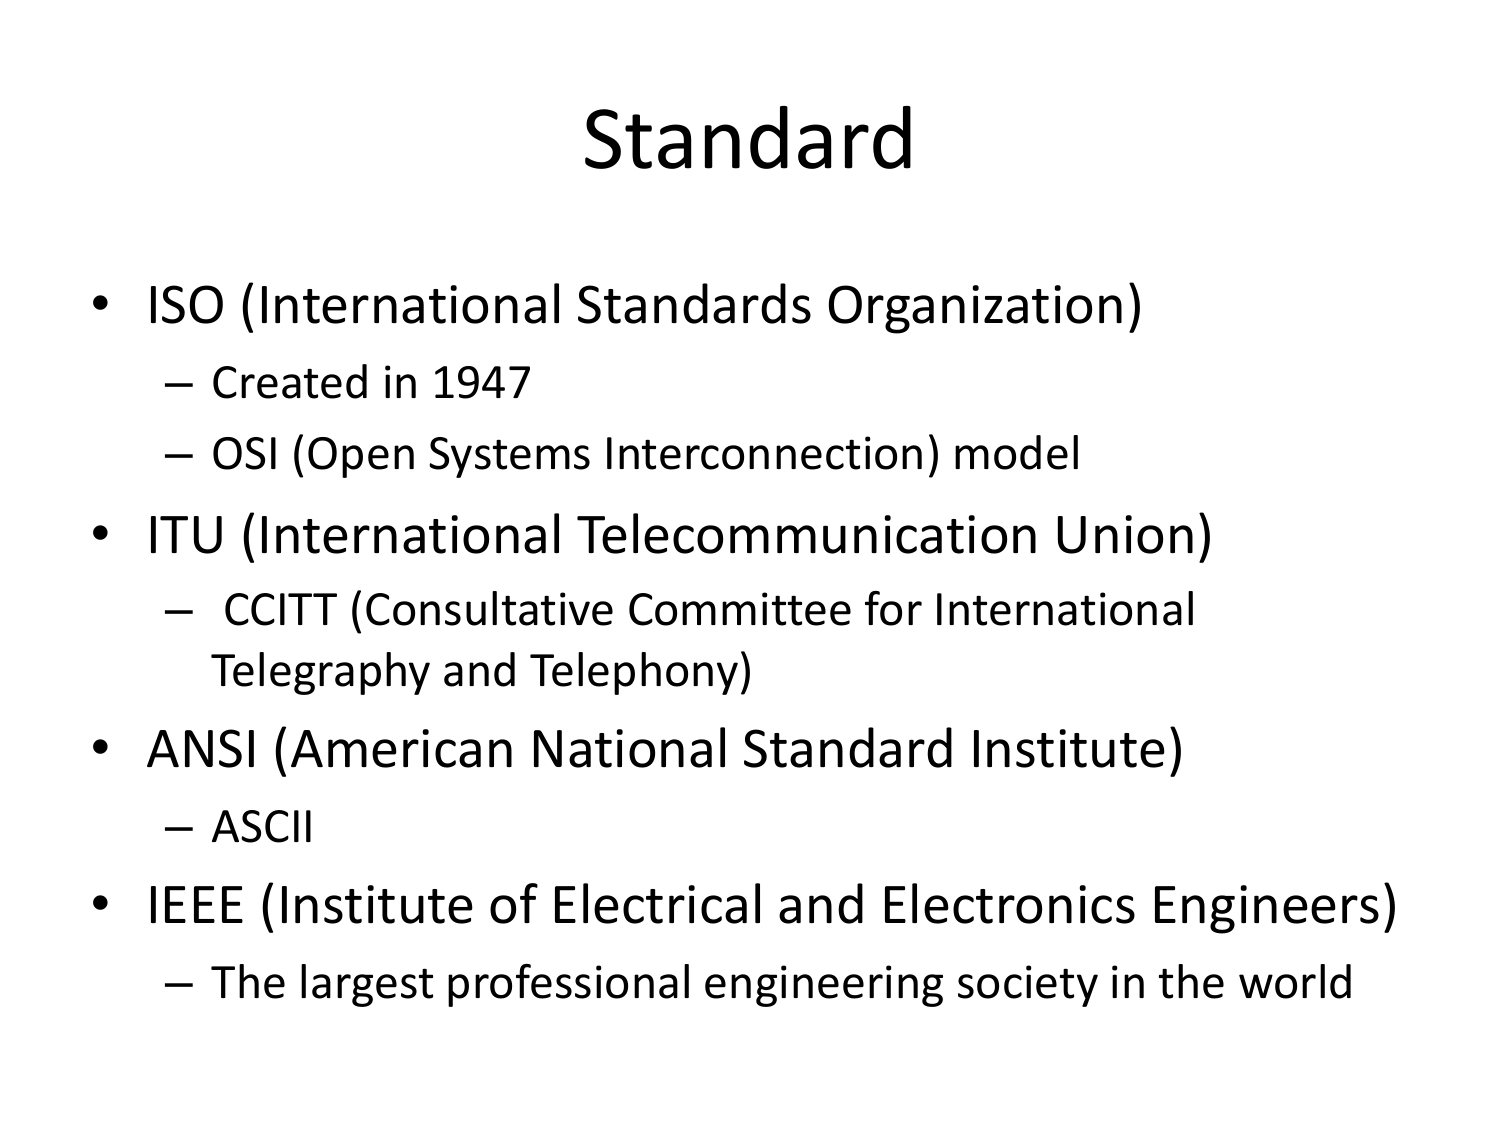 Standard
• ISO (International Standards Organization)
– Created in 1947
– OSI (Open Systems Interconnection) model
• ITU (International Telecommunication Union)
– CCITT (Consultative Committee for International
Telegraphy and Telephony)
• ANSI (American National Standard Institute)
– ASCII
• IEEE (Institute of Electrical and Electronics Engineers)
– The largest professional engineering society in the world